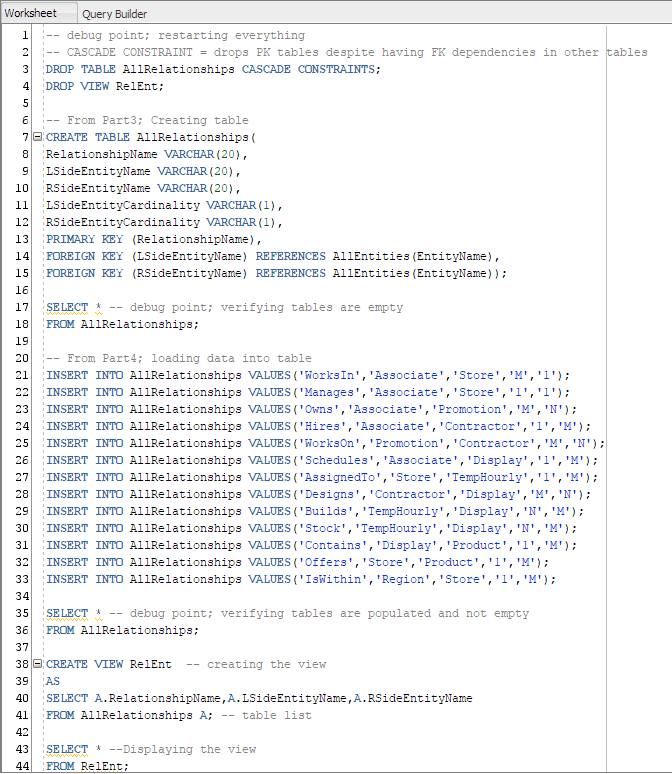 Worksheet Query Builder
1 -- debug point; restarting everything
2 -- CASCADE CONSTRAINT = drops PK tables despite having FK dependencies in other tables
3 DROP TABLE AllRelationships CASCADE CONSTRAINTS;
4 DROP VIEW RelEnt;
5
6 -- From Part3; Creating table
7 CREATE TABLE AllRelationships(
8 RelationshipName VARCHAR(20),
9 LSideEntityName VARCHAR(20),
10 RSideEntityName VARCHAR(20),
11 LSideEntityCardinality VARCHAR(1),
12 RSideEntityCardinality VARCHAR(1),
13 PRIMARY KEY (RelationshipName),
14 FOREIGN KEY (LSideEntityName) REFERENCES AllEntities(EntityName),
15 FOREIGN KEY (RSideEntityName) REFERENCES AllEntities(EntityName));
16
17 SELECT * -- debug point; verifying tables are empty
18 FROM AllRelationships;
19
20 -- From Part4; loading data into table
21 INSERT INTO AllRelationships VALUES('WorksIn','Associate','Store','M','1');
22 INSERT INTO AllRelationships VALUES('Manages','Associate','Store','1','1');
23 INSERT INTO AllRelationships VALUES('Owns','Associate','Promotion','M','N');
24 INSERT INTO AllRelationships VALUES('Hires','Associate','Contractor','1','M');
25 INSERT INTO AllRelationships VALUES('WorksOn','Promotion','Contractor','M','N');
26 INSERT INTO AllRelationships VALUES('Schedules','Associate','Display','1','M');
27 INSERT INTO AllRelationships VALUES('AssignedTo','Store','TempHourly','1','M');
28 INSERT INTO AllRelationships VALUES('Designs','Contractor','Display','M','N');
29 INSERT INTO AllRelationships VALUES('Builds','TempHourly','Display','N','M');
30 INSERT INTO AllRelationships VALUES('Stock','TempHourly','Display','N','M');
31 INSERT INTO AllRelationships VALUES('Contains','Display','Product','1','M');
32 INSERT INTO AllRelationships VALUES('Offers','Store','Product','1','M');
33 INSERT INTO AllRelationships VALUES('IsWithin','Region','Store','1','M');
34
35 SELECT * -- debug point; verifying tables are populated and not empty
36 FROM AllRelationships;
37
38 CREATE VIEW RelEnt -- creating the view
39 AS
40 SELECT A.RelationshipName,A.LSideEntityName,A.RSideEntityName
41 FROM AllRelationships A; -- table list
42
43 SELECT * --Displaying the view
44 FROM RelEnt;